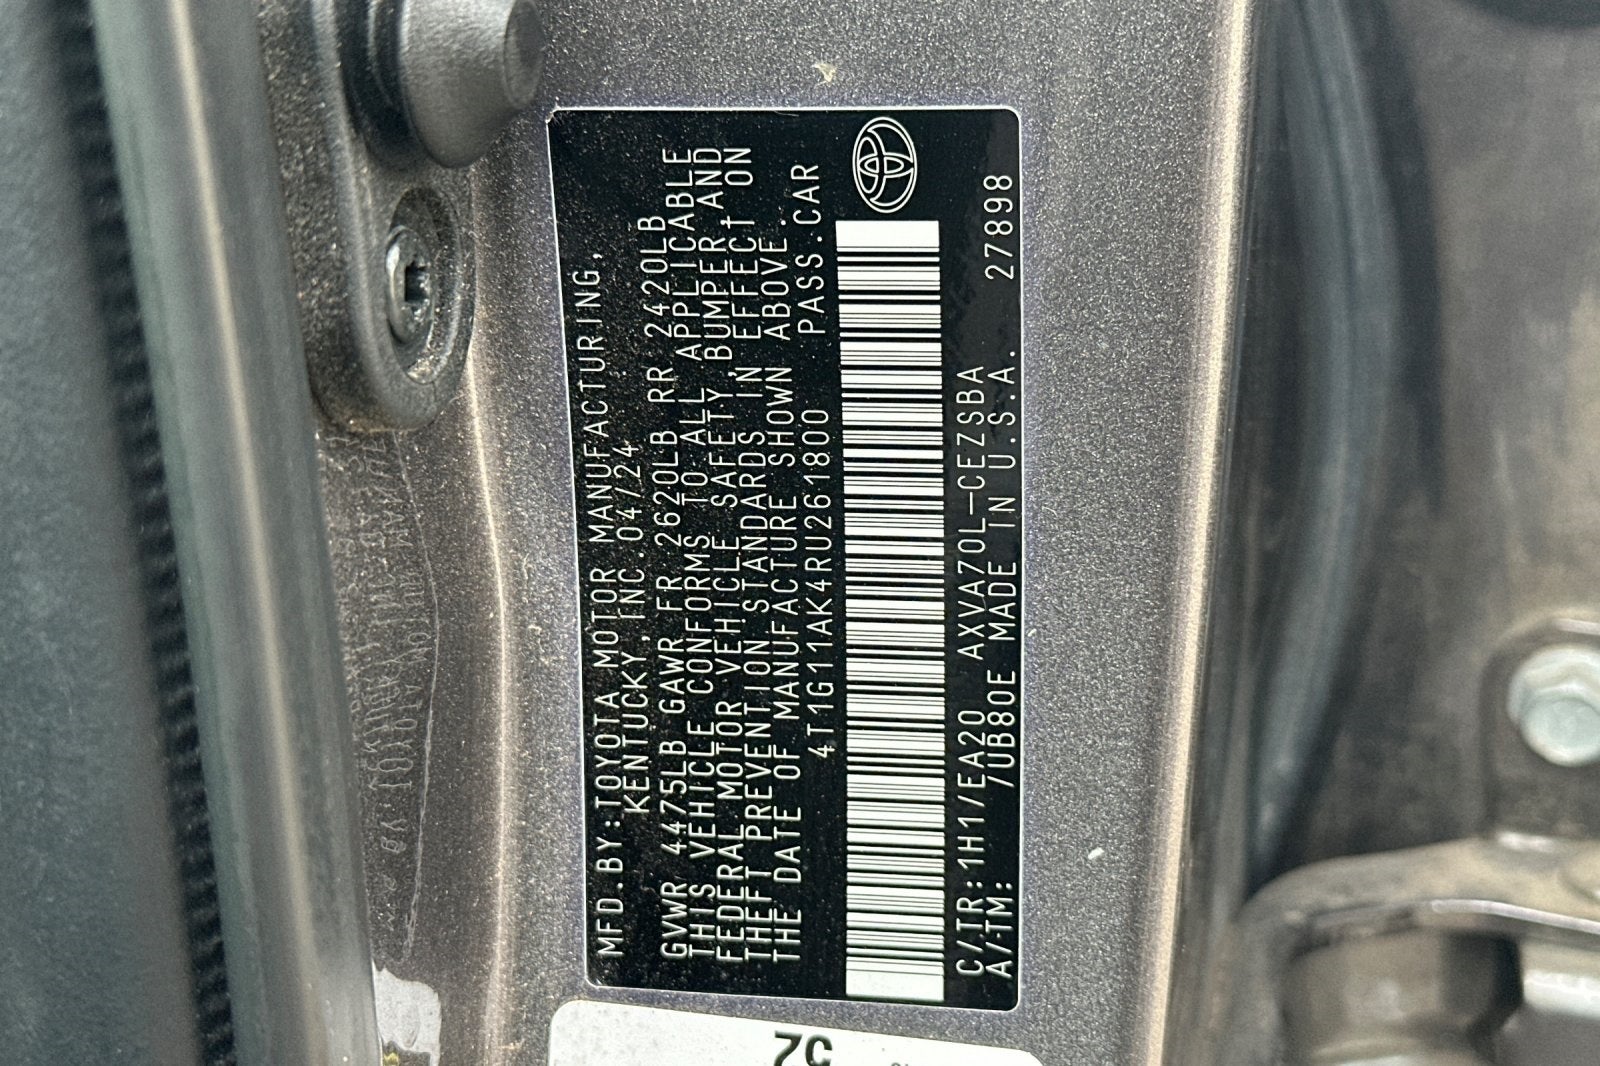 MFD.BY:TOYOTA MOTOR MANUFACTURING,
KENTUCKY,INC.04/24
GVWR 4475LB GAWR FR 2620LB RR 2420LB
THIS VEHICLE CONFORMS TO ALL APPLICABLE
FEDERAL MOTOR VEHICLE SAFETY,BUMPER,AND
THEFT PREVENTION STANDARDS IN EFFECT ON
THE DATE OF MANUFACTURE SHOWN ABOVE.
4T1G11AK4RU261800 PASS.CAR
C/TR:1H1/EA20 AXVA70L-CEZSBA 27898
A/TM: /UB80E MADE IN U.S.A.